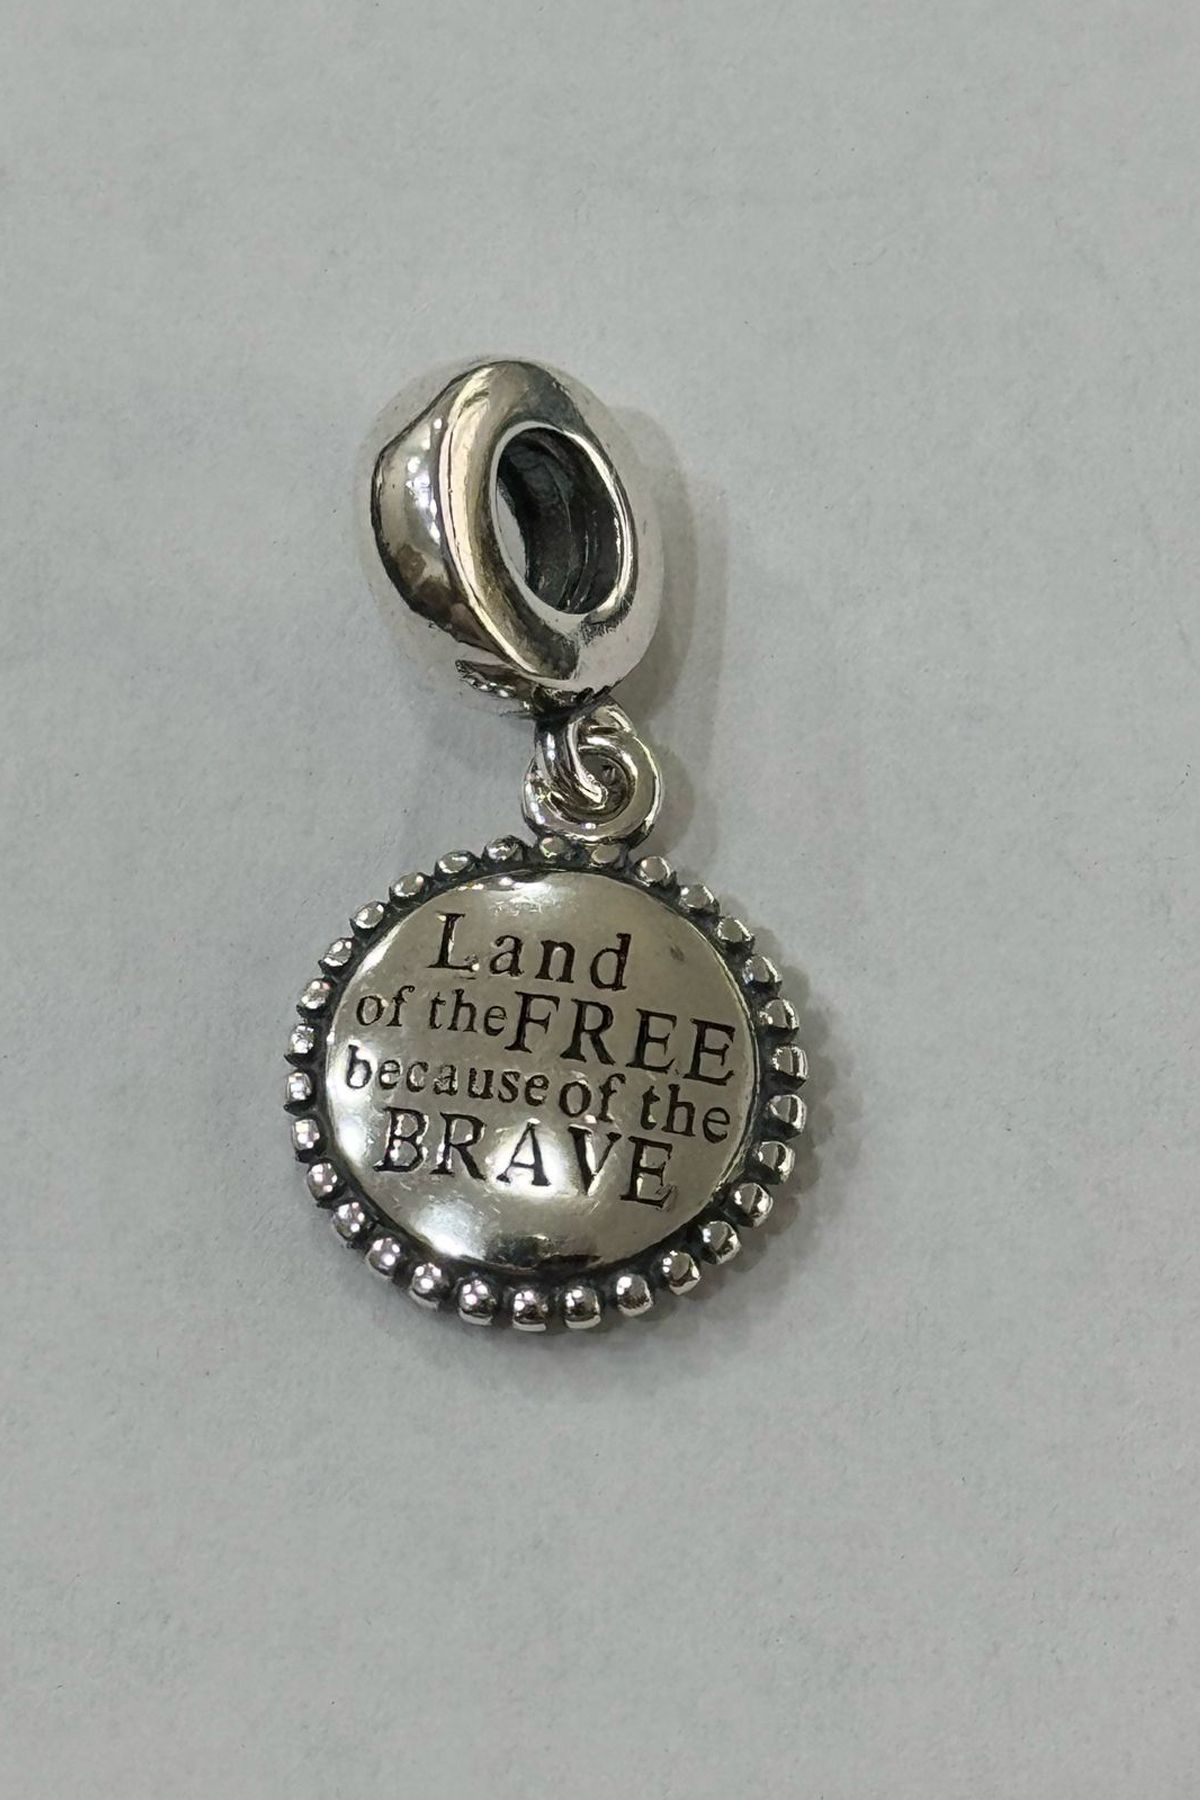 Land
of the FREE
because of the
BRAVE